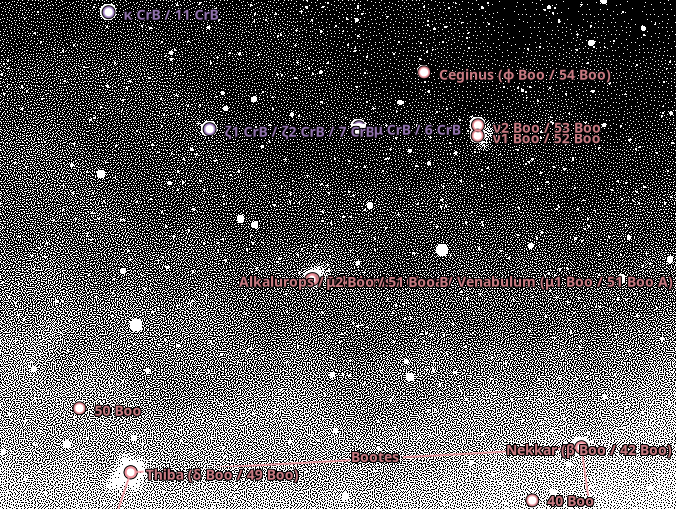 κ CrB / 11 CrB
Ceginus (φ Boo / 54 Boo)
ζ1 CrB / ζ2 CrB / 7 CrB
μ CrB / 6 CrB
ν2 Boo / 53 Boo
ν1 Boo / 52 Boo
Alkalurops / μ2 Boo / 51 Boo B / Venabulum (μ1 Boo / 51 Boo A)
50 Boo
Nekkar (β Boo / 42 Boo)
Bootes
Thiba (δ Boo / 49 Boo)
40 Boo